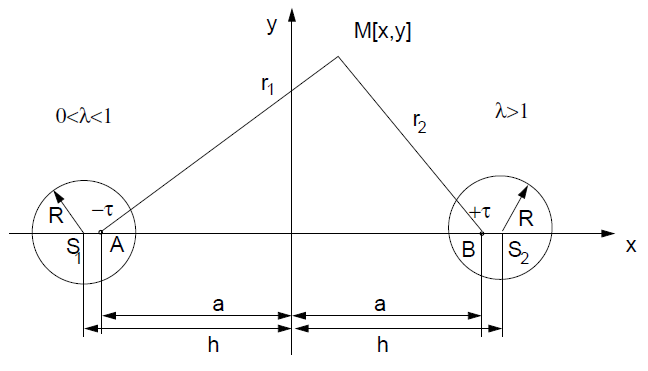 y
M[x,y]
r1
0<λ<1
λ>1
r2
R
−τ
+τ
R
S1
A
B
S2
x
a
a
h
h